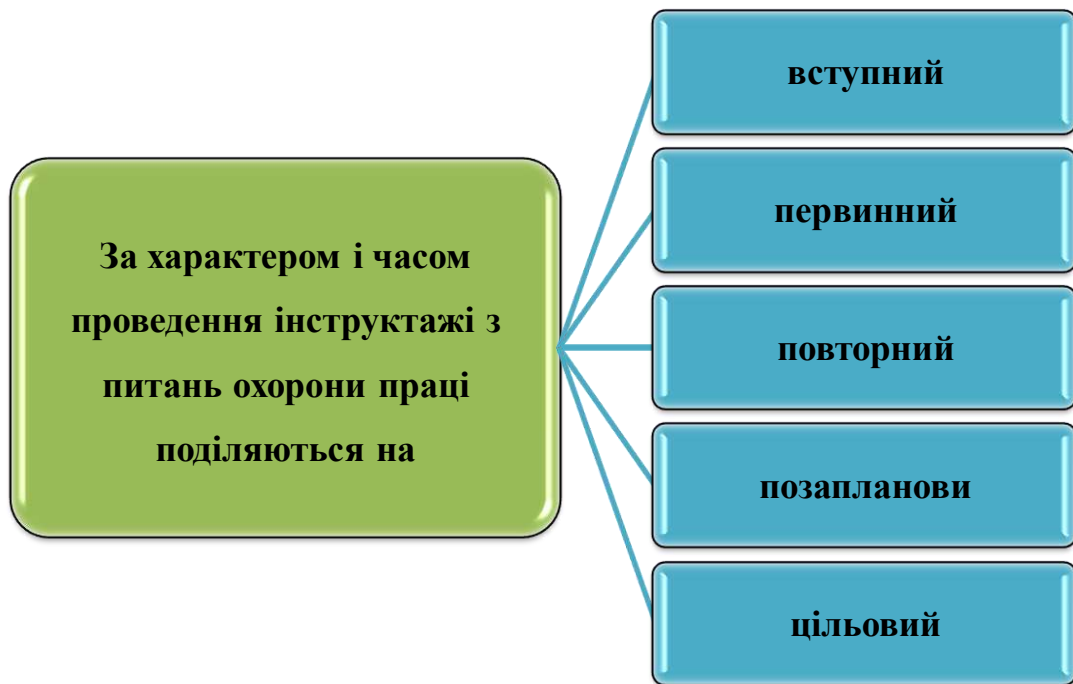 За характером і часом
проведення інструктажі з
питань охорони праці
поділяються на
вступний
первинний
повторний
позапланови
цільовий